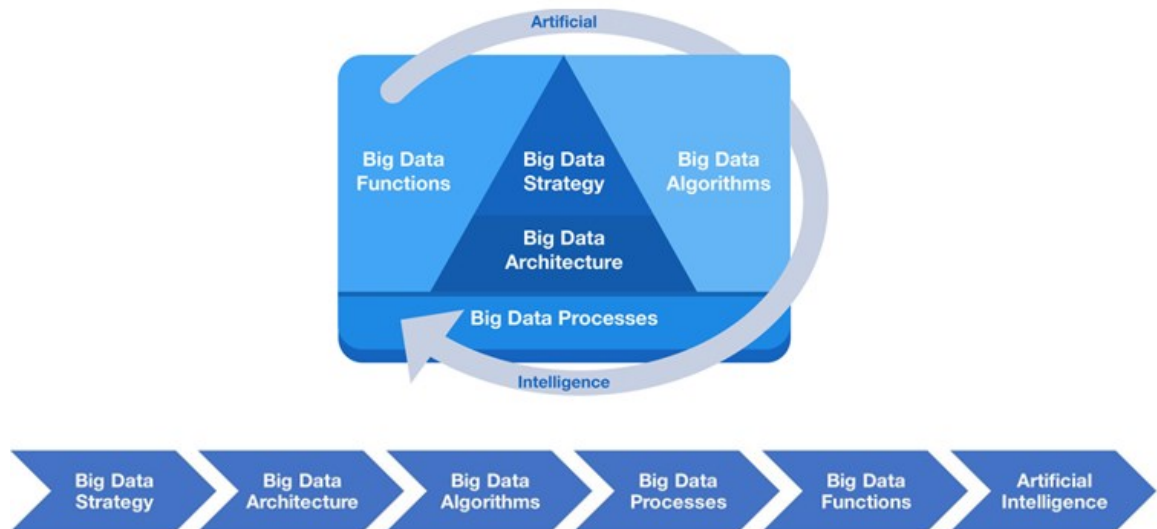 Artificial
Big Data
Functions
Big Data
Strategy
Big Data
Algorithms
Big Data
Architecture
Big Data Processes
Intelligence
Big Data
Strategy
Big Data
Architecture
Big Data
Algorithms
Big Data
Processes
Big Data
Functions
Artificial
Intelligence